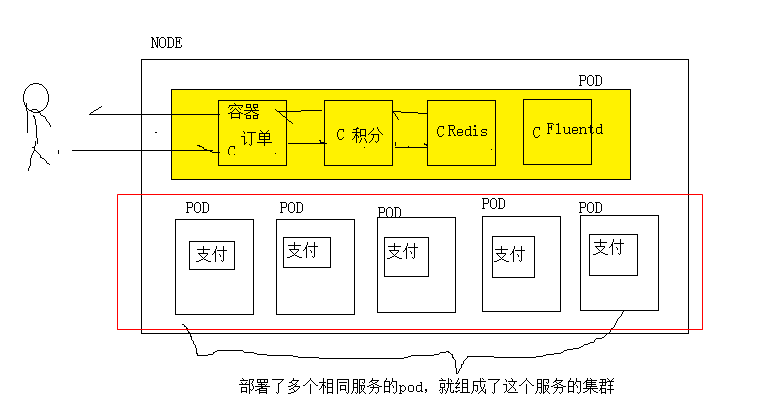 NODE
POD
容器
订单
C
C 积分
C Redis
C Fluentd
POD
POD
POD
POD
POD
支付
支付
支付
支付
支付
部署了多个相同服务的pod，就组成了这个服务的集群